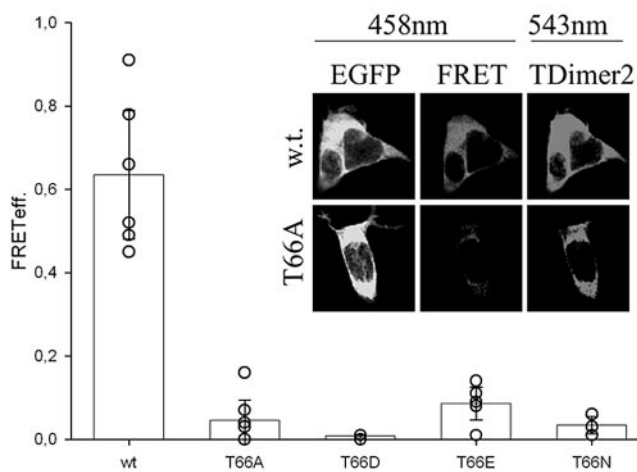 458nm 543nm
EGFP FRET TDimer2
w.t.
T66A
FRETeff.
1,0
0,8
0,6
0,4
0,2
0,0
wt T66A T66D T66E T66N